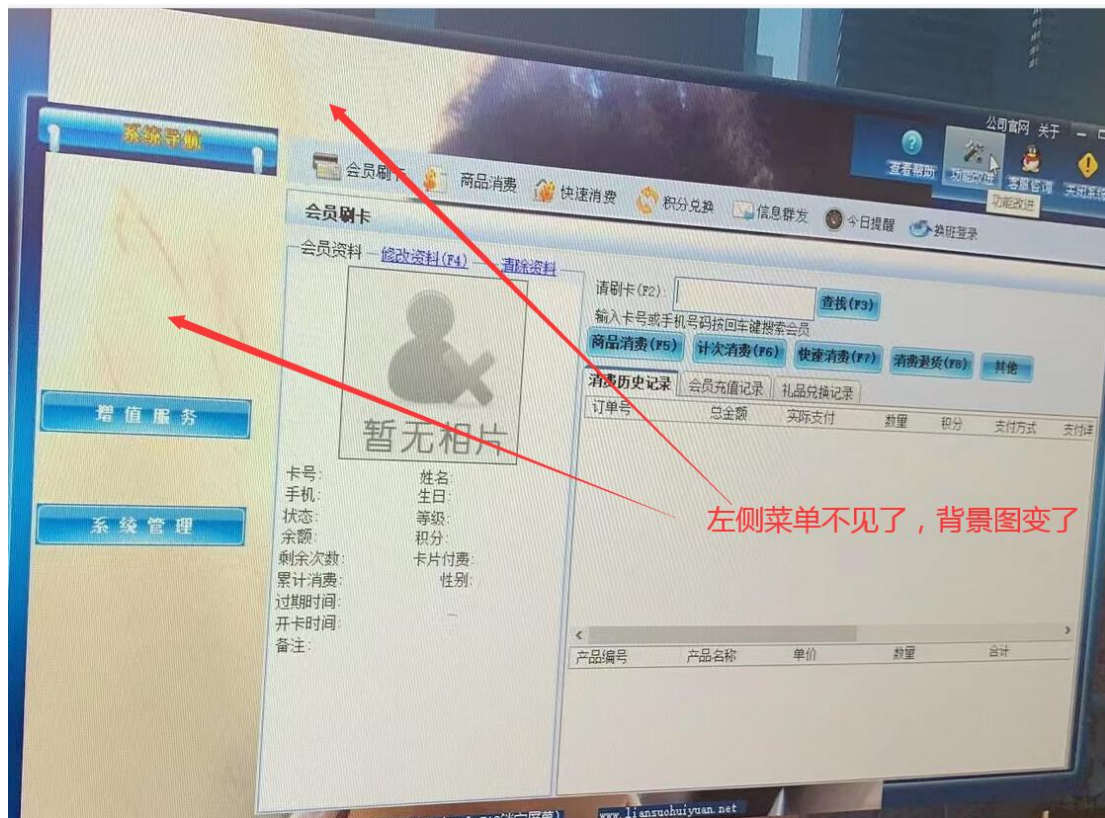 公司官网 关于
系统导航
查看帮助 功能改进 客服咨询 关闭系统
功能改进
会员刷卡 商品消费 快速消费 积分兑换 信息群发 今日提醒 换班登录
会员刷卡
会员资料 修改资料(F4) 清除资料
请刷卡(F2): 查找(F3)
输入卡号或手机号码按回车键搜索会员
商品消费(F5) 计次消费(F6) 快速消费(F7) 消费退货(F8) 其他
消费历史记录 会员充值记录 礼品兑换记录
订单号 总金额 实际支付 数量 积分 支付方式 支付详
暂无相片
增值服务
系统管理
卡号: 姓名:
手机: 生日:
状态: 等级:
余额: 积分:
剩余次数: 卡片付费:
累计消费: 性别:
过期时间:
开卡时间:
备注:
左侧菜单不见了，背景图变了
产品编号 产品名称 单价 数量 合计
www.liansuohuiyuan.net